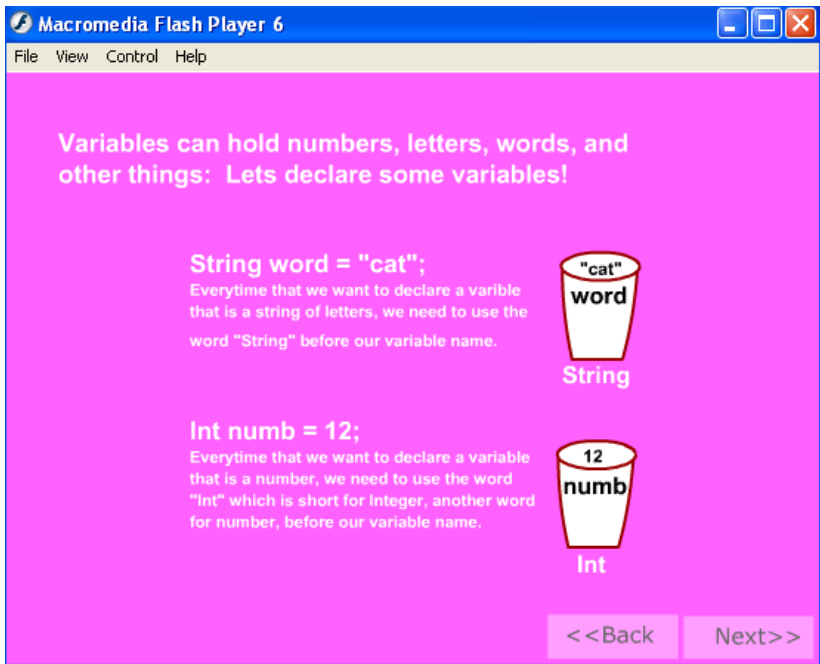 Macromedia Flash Player 6
File View Control Help
Variables can hold numbers, letters, words, and
other things: Lets declare some variables!
String word = "cat";
Everytime that we want to declare a varible
that is a string of letters, we need to use the
word "String" before our variable name.
"cat"
word
String
Int numb = 12;
Everytime that we want to declare a variable
that is a number, we need to use the word
"Int" which is short for Integer, another word
for number, before our variable name.
12
numb
Int
<<Back Next>>